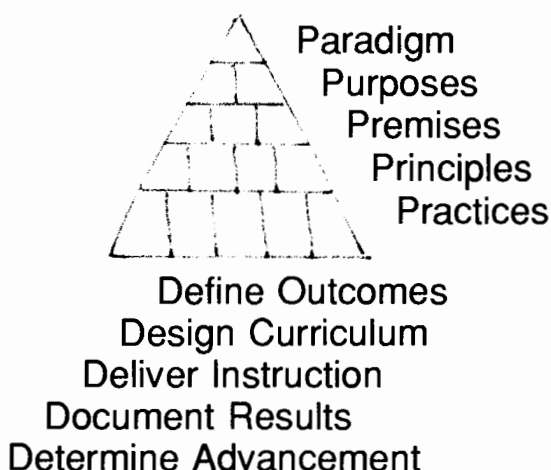 Paradigm
Purposes
Premises
Principles
Practices
Define Outcomes
Design Curriculum
Deliver Instruction
Document Results
Determine Advancement